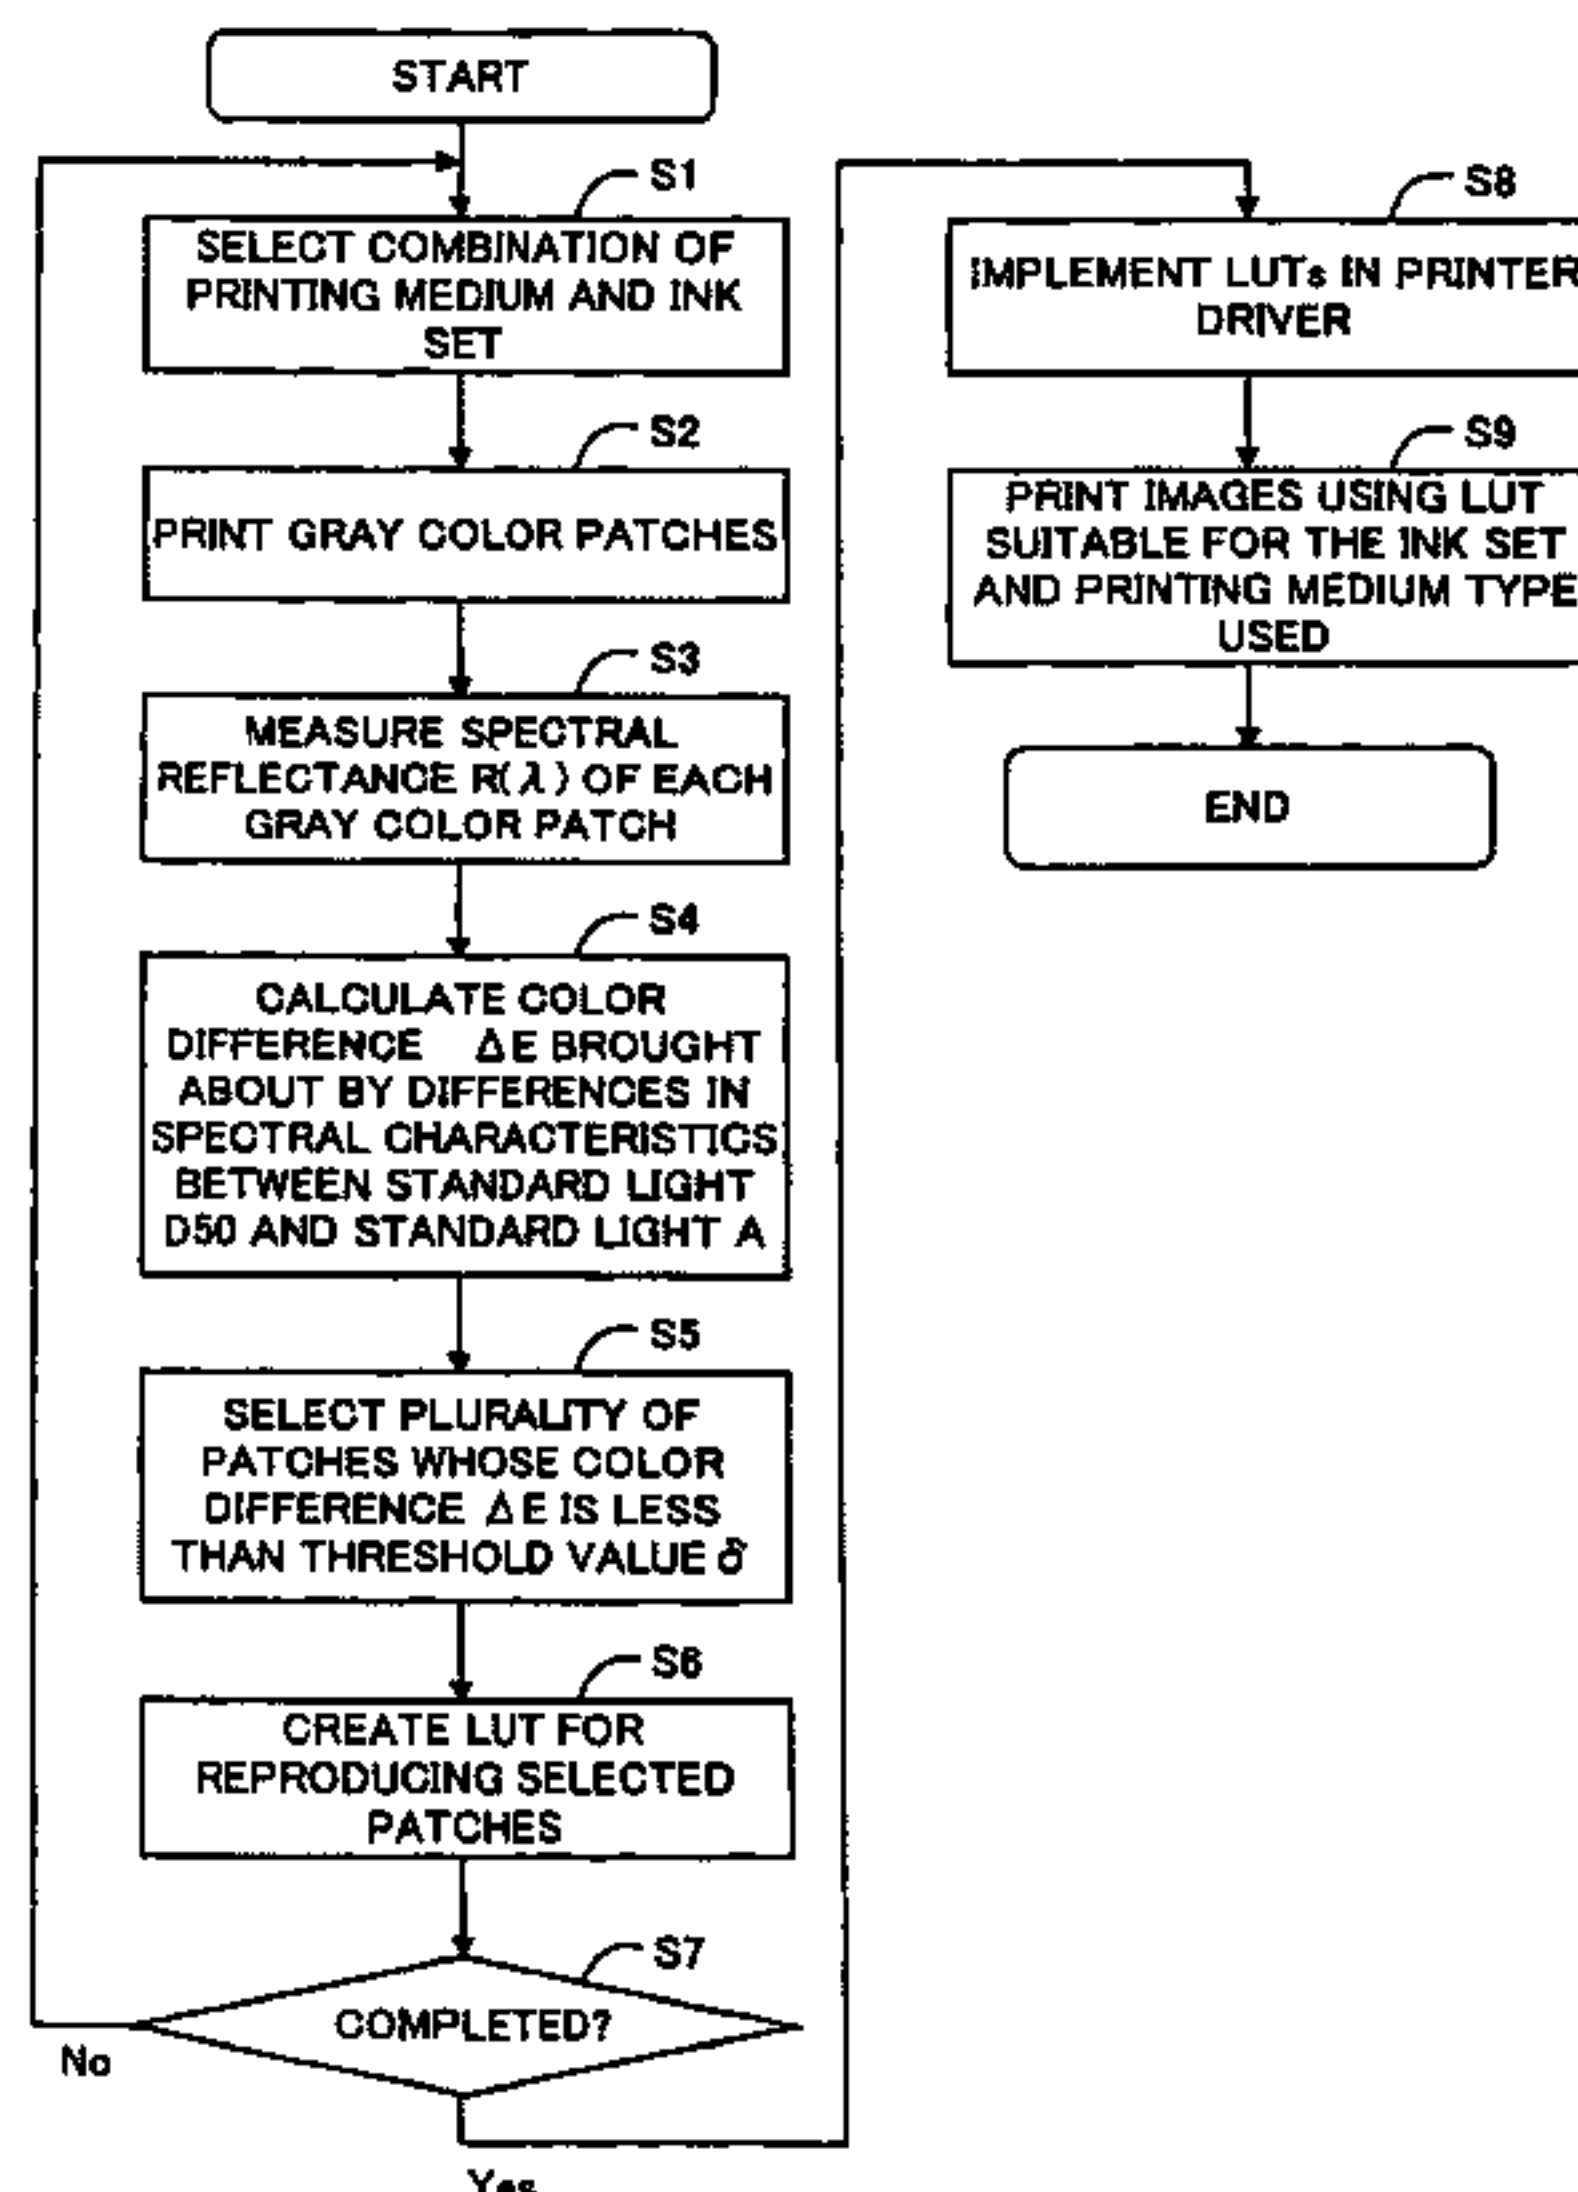 START
S1
SELECT COMBINATION OF
PRINTING MEDIUM AND INK
SET
S2
PRINT GRAY COLOR PATCHES
S3
MEASURE SPECTRAL
REFLECTANCE R(λ) OF EACH
GRAY COLOR PATCH
S4
CALCULATE COLOR
DIFFERENCE ΔE BROUGHT
ABOUT BY DIFFERENCES IN
SPECTRAL CHARACTERISTICS
BETWEEN STANDARD LIGHT
D50 AND STANDARD LIGHT A
S5
SELECT PLURALITY OF
PATCHES WHOSE COLOR
DIFFERENCE ΔE IS LESS
THAN THRESHOLD VALUE δ
S6
CREATE LUT FOR
REPRODUCING SELECTED
PATCHES
S7
COMPLETED?
No
Yes
S8
IMPLEMENT LUTs IN PRINTER
DRIVER
S9
PRINT IMAGES USING LUT
SUITABLE FOR THE INK SET
AND PRINTING MEDIUM TYPE
USED
END